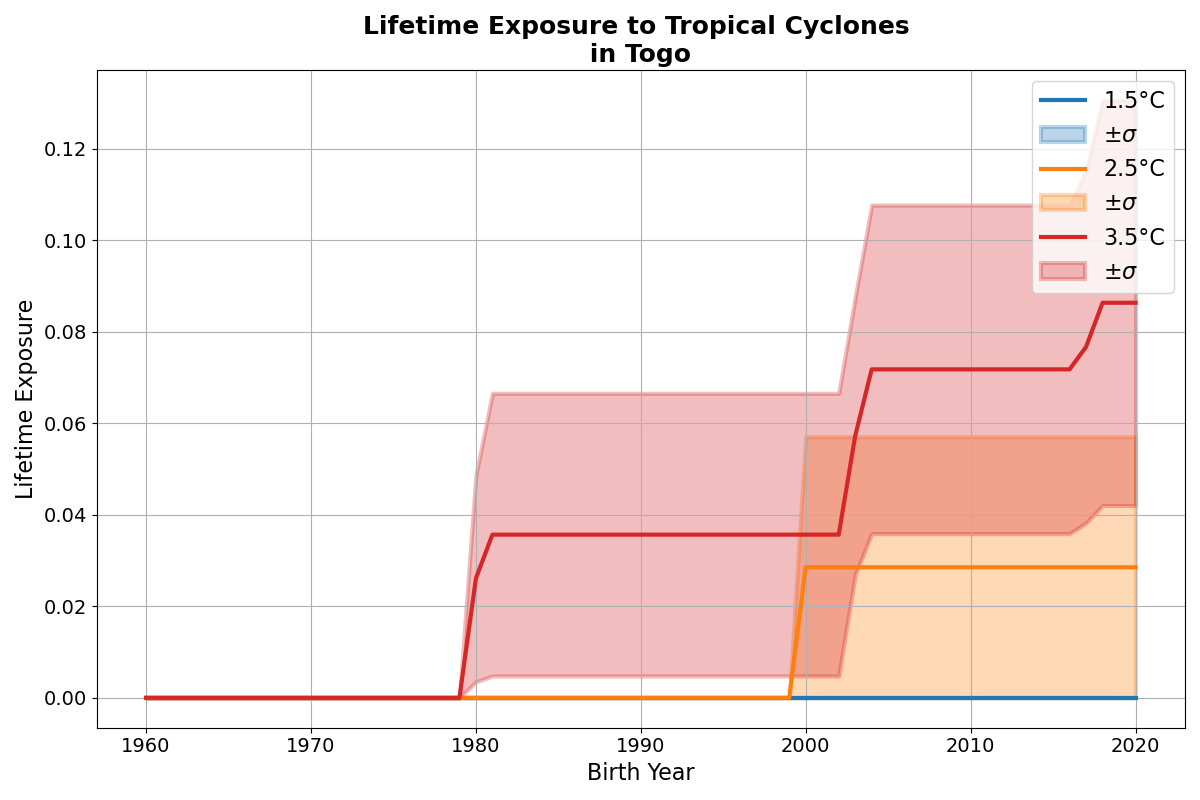 Lifetime Exposure to Tropical Cyclones
in Togo
Lifetime Exposure
0.12
0.10
0.08
0.06
0.04
0.02
0.00
1960
1970
1980
1990
2000
2010
2020
Birth Year
1.5°C
±σ
2.5°C
±σ
3.5°C
±σ